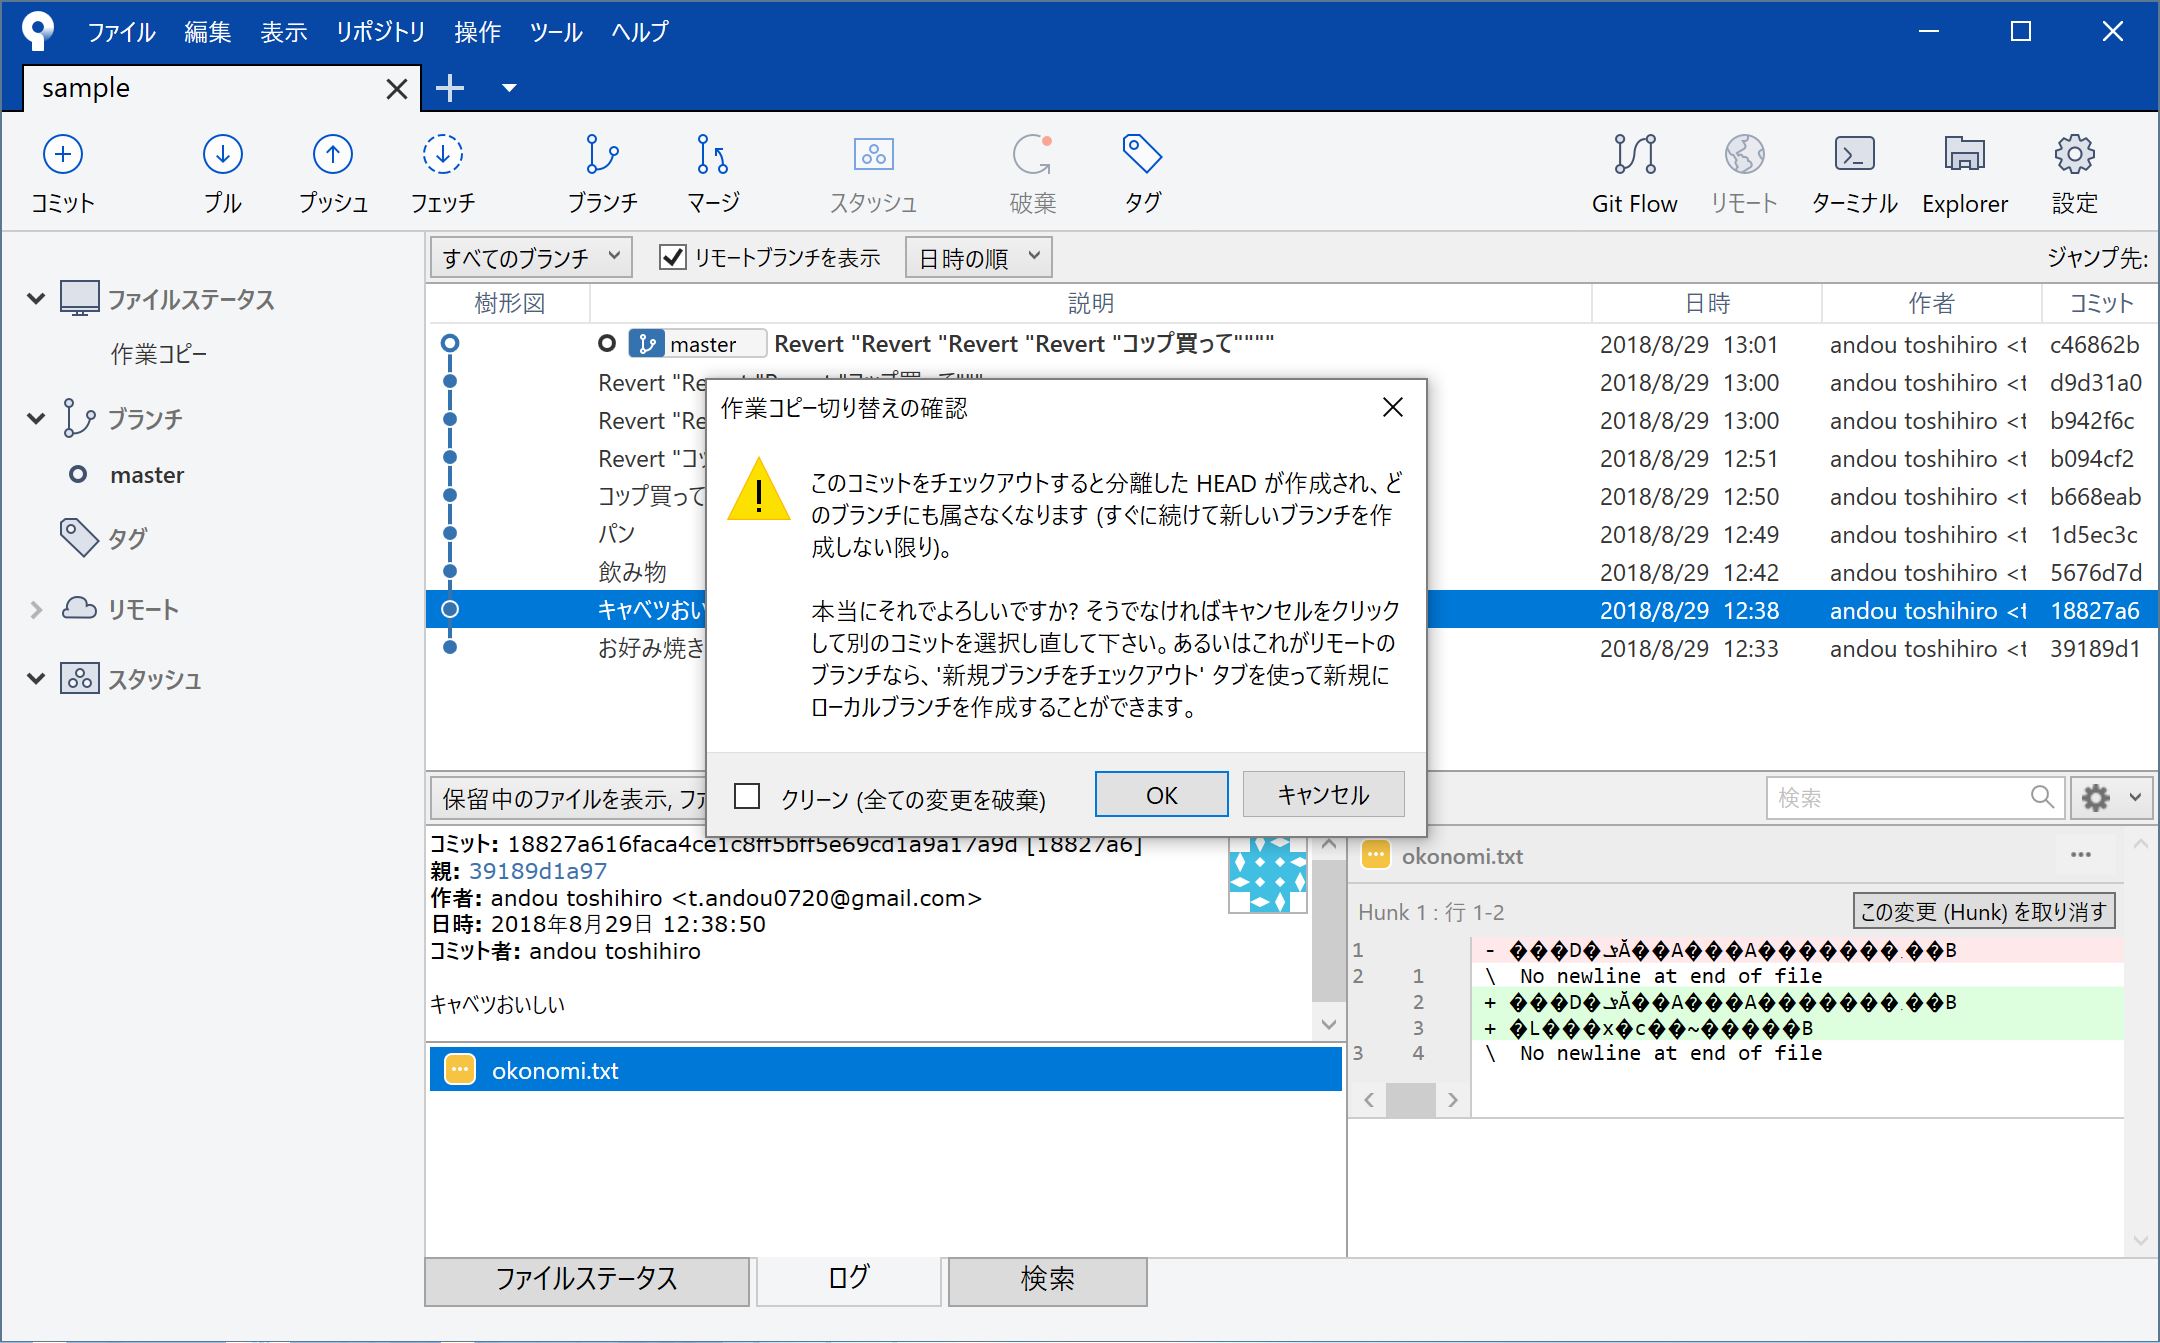 ファイル 編集 表示 リポジトリ 操作 ツール ヘルプ
sample
コミット プル プッシュ フェッチ ブランチ マージ スタッシュ 破棄 タグ Git Flow リモート ターミナル Explorer 設定
すべてのブランチ リモートブランチを表示 日時の順 ジャンプ先:
ファイルステータス
作業コピー
ブランチ
master
タグ
リモート
スタッシュ
樹形図 説明 日時 作者 コミット
master Revert "Revert "Revert "Revert "コップ買って"""" 2018/8/29 13:01 andou toshihiro <t c46862b
Revert "Re 2018/8/29 13:00 andou toshihiro <t d9d31a0
Revert "Re 2018/8/29 13:00 andou toshihiro <t b942f6c
Revert "コッ 2018/8/29 12:51 andou toshihiro <t b094cf2
コップ買って 2018/8/29 12:50 andou toshihiro <t b668eab
パン 2018/8/29 12:49 andou toshihiro <t 1d5ec3c
飲み物 2018/8/29 12:42 andou toshihiro <t 5676d7d
キャベツおい 2018/8/29 12:38 andou toshihiro <t 18827a6
お好み焼き 2018/8/29 12:33 andou toshihiro <t 39189d1
作業コピー切り替えの確認
このコミットをチェックアウトすると分離した HEAD が作成され、ど
のブランチにも属さなくなります (すぐに続けて新しいブランチを作
成しない限り)。
本当にそれでよろしいですか? そうでなければキャンセルをクリック
して別のコミットを選択し直して下さい。あるいはこれがリモートの
ブランチなら、'新規ブランチをチェックアウト' タブを使って新規に
ローカルブランチを作成することができます。
クリーン (全ての変更を破棄) OK キャンセル
保留中のファイルを表示, ファ
検索
コミット: 18827a616faca4ce1c8ff5bff5e69cd1a9a17a9d [18827a6]
親: 39189d1a97
作者: andou toshihiro <t.andou0720@gmail.com>
日時: 2018年8月29日 12:38:50
コミット者: andou toshihiro
キャベツおいしい
okonomi.txt
okonomi.txt
Hunk 1 : 行 1-2 この変更 (Hunk) を取り消す
1 - ���D�ܓĂ��A���A�������܂��B
2 1 \ No newline at end of file
2 + ���D�ܓĂ��A���A�������܂��B
3 + �L���x�c��~�����B
3 4 \ No newline at end of file
ファイルステータス ログ 検索